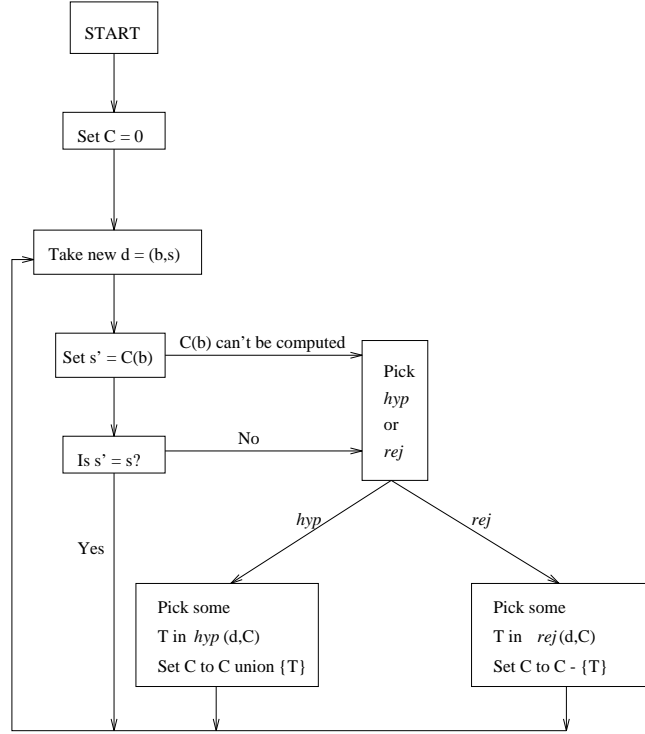 START
Set C = 0
Take new d = (b,s)
Set s' = C(b)
C(b) can't be computed
Pick
hyp
or
rej
Is s' = s?
No
Yes
hyp
rej
Pick some
T in hyp (d,C)
Set C to C union {T}
Pick some
T in rej (d,C)
Set C to C - {T}